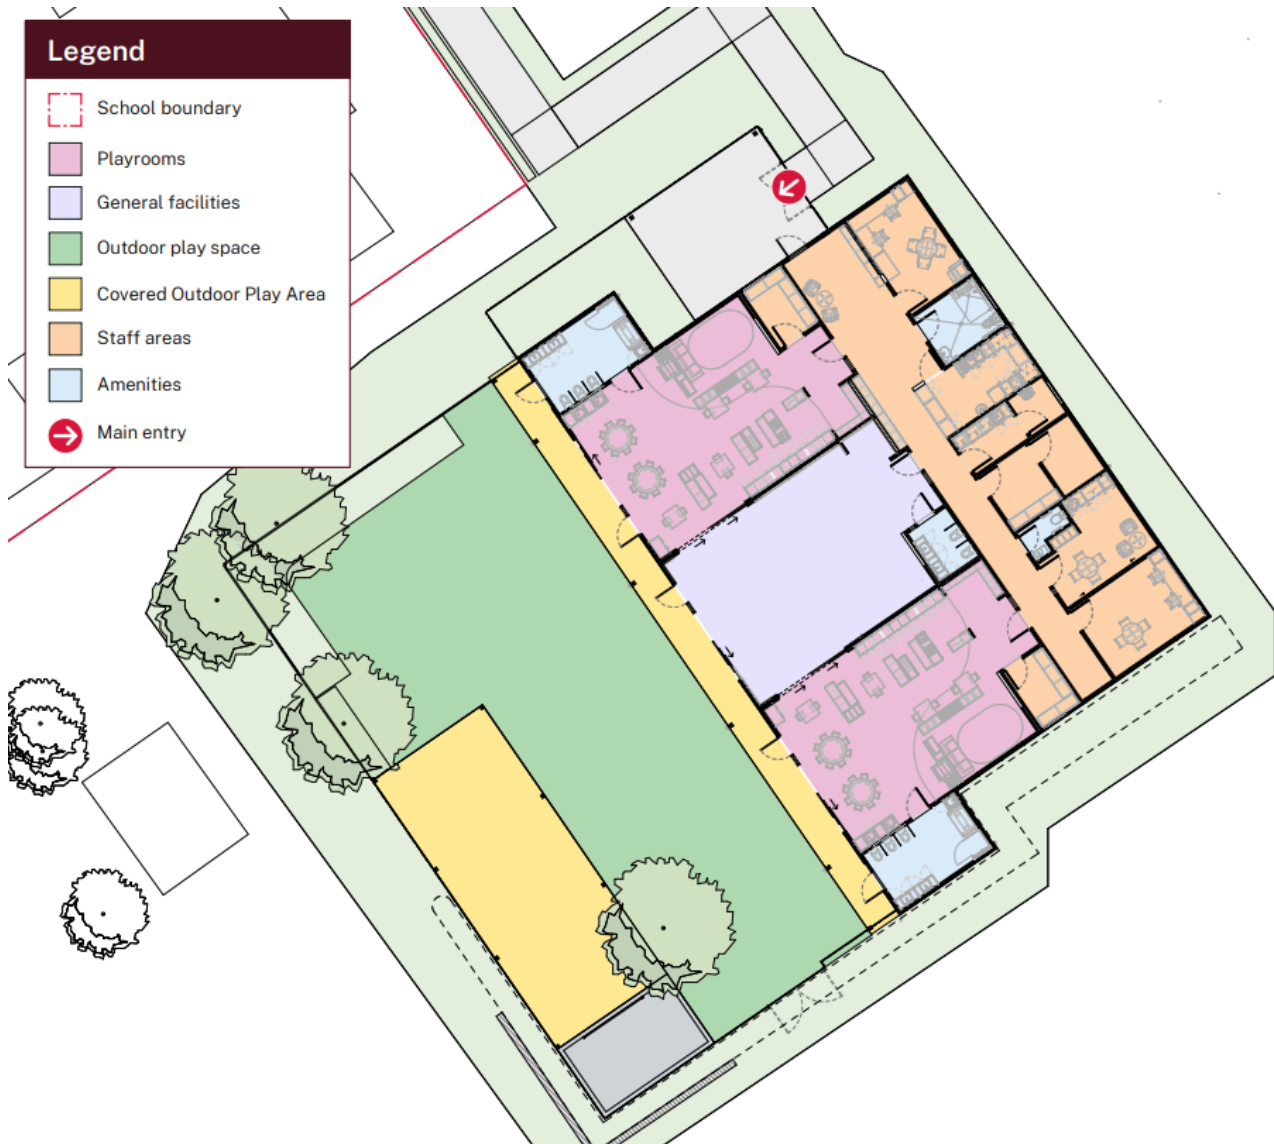 Legend
School boundary
Playrooms
General facilities
Outdoor play space
Covered Outdoor Play Area
Staff areas
Amenities
Main entry